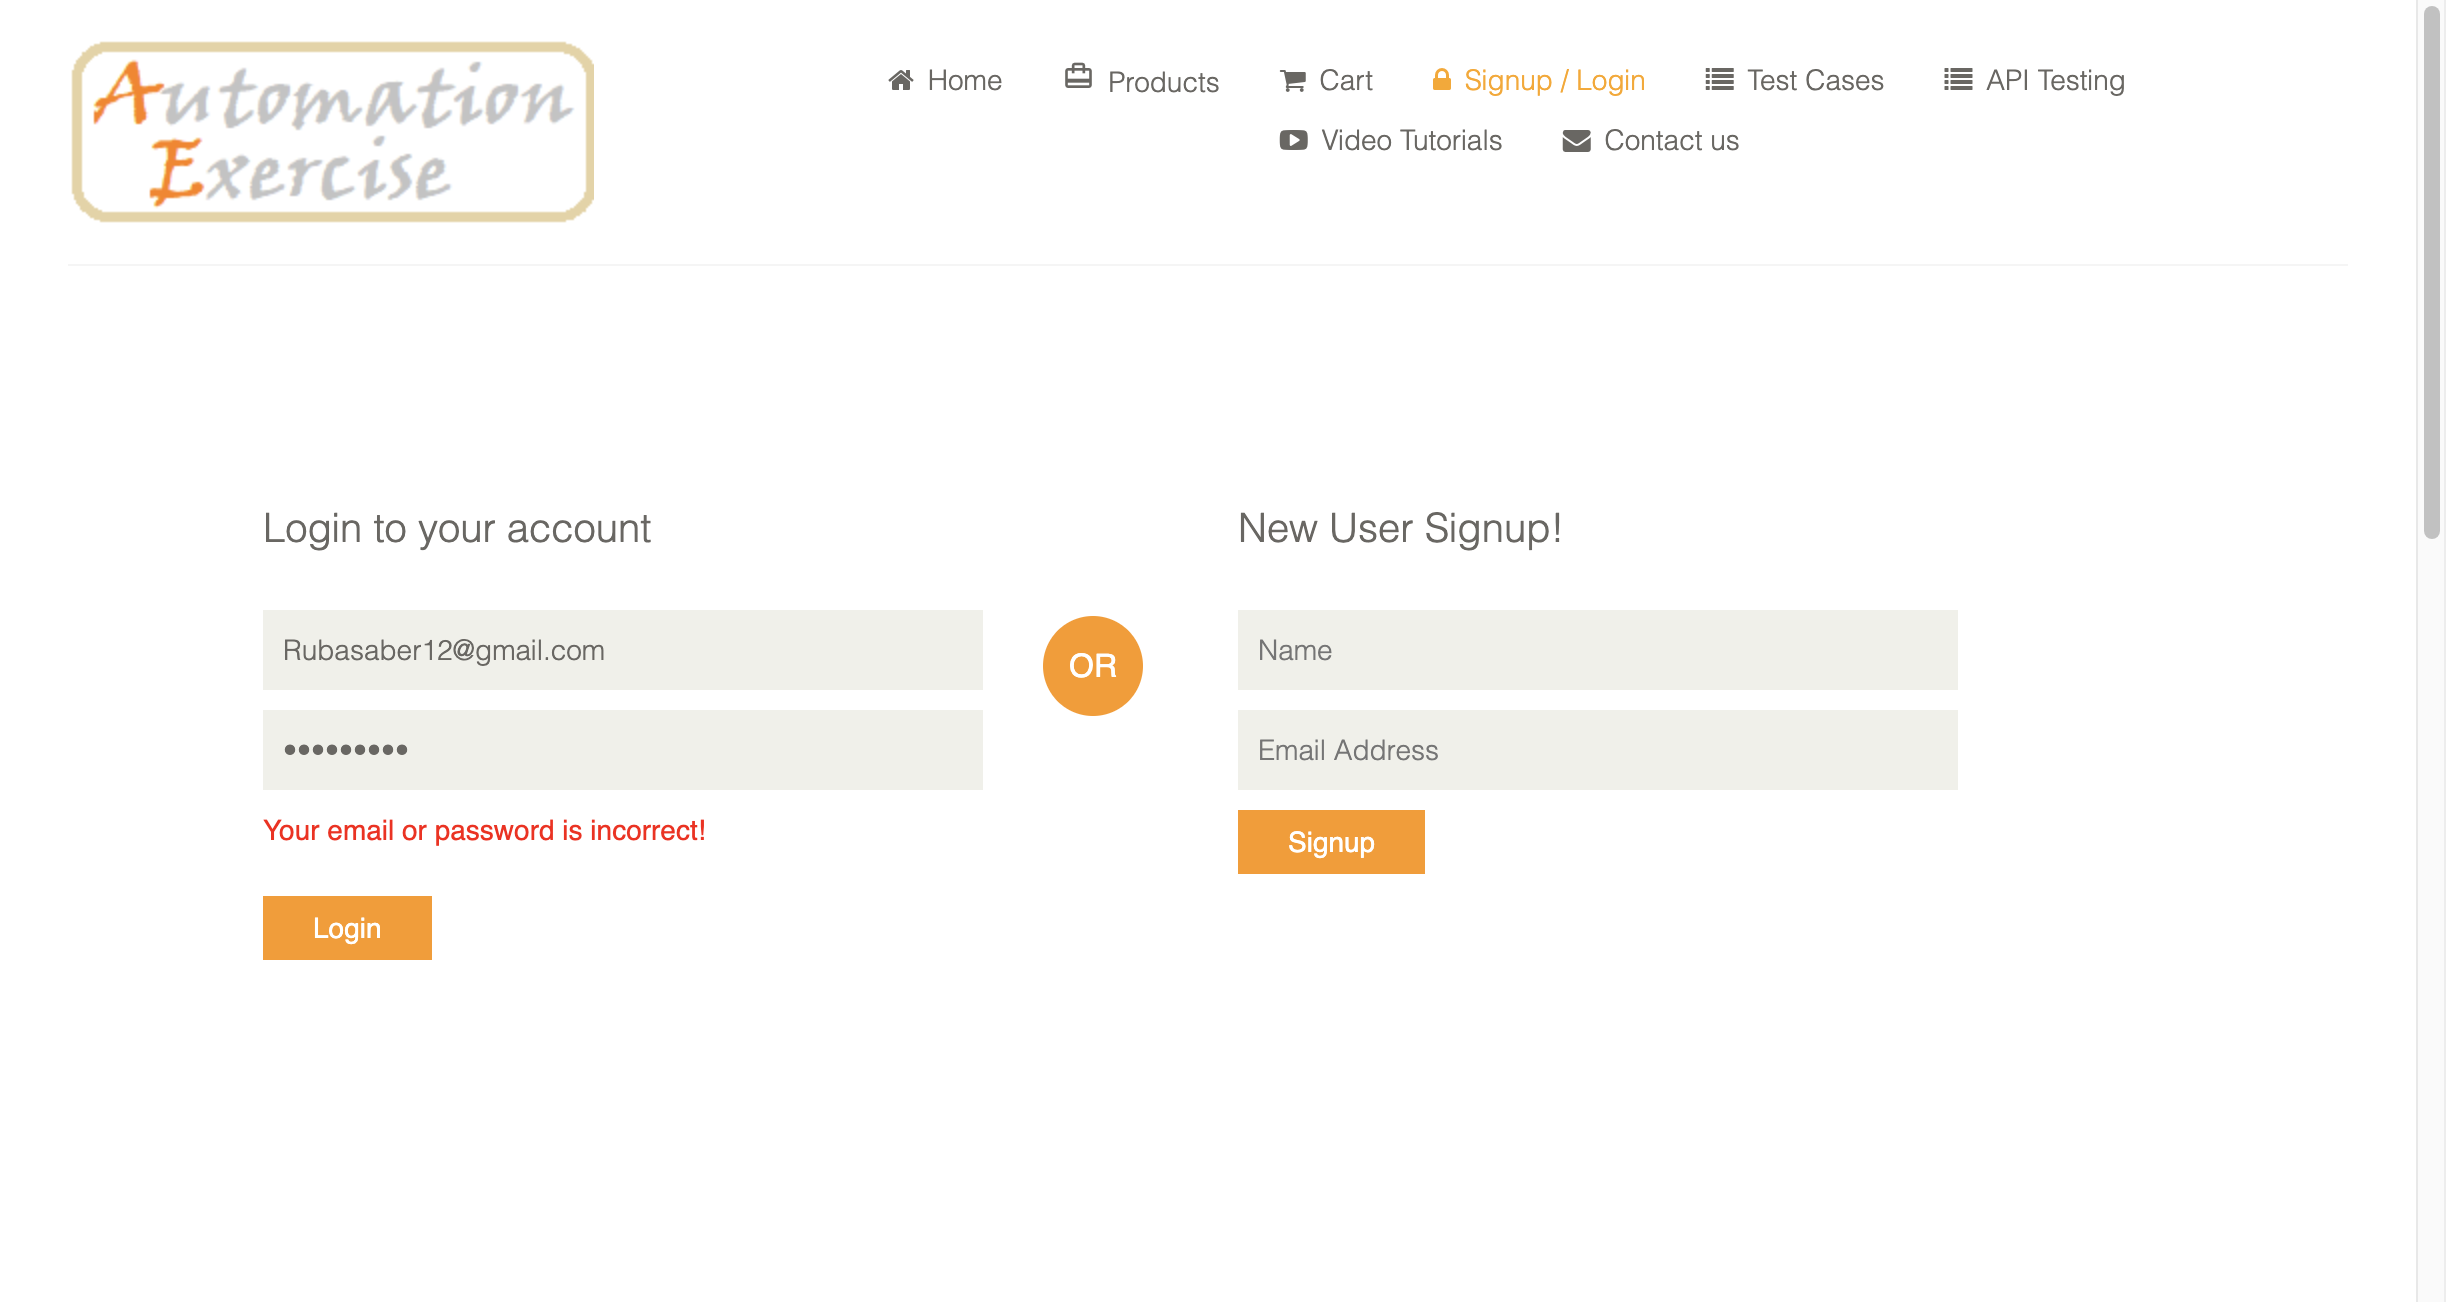 Automation
Exercise
Home
Products
Cart
Signup / Login
Test Cases
API Testing
Video Tutorials
Contact us
Login to your account
Rubasaber12@gmail.com
•••••••••
Your email or password is incorrect!
Login
OR
New User Signup!
Name
Email Address
Signup